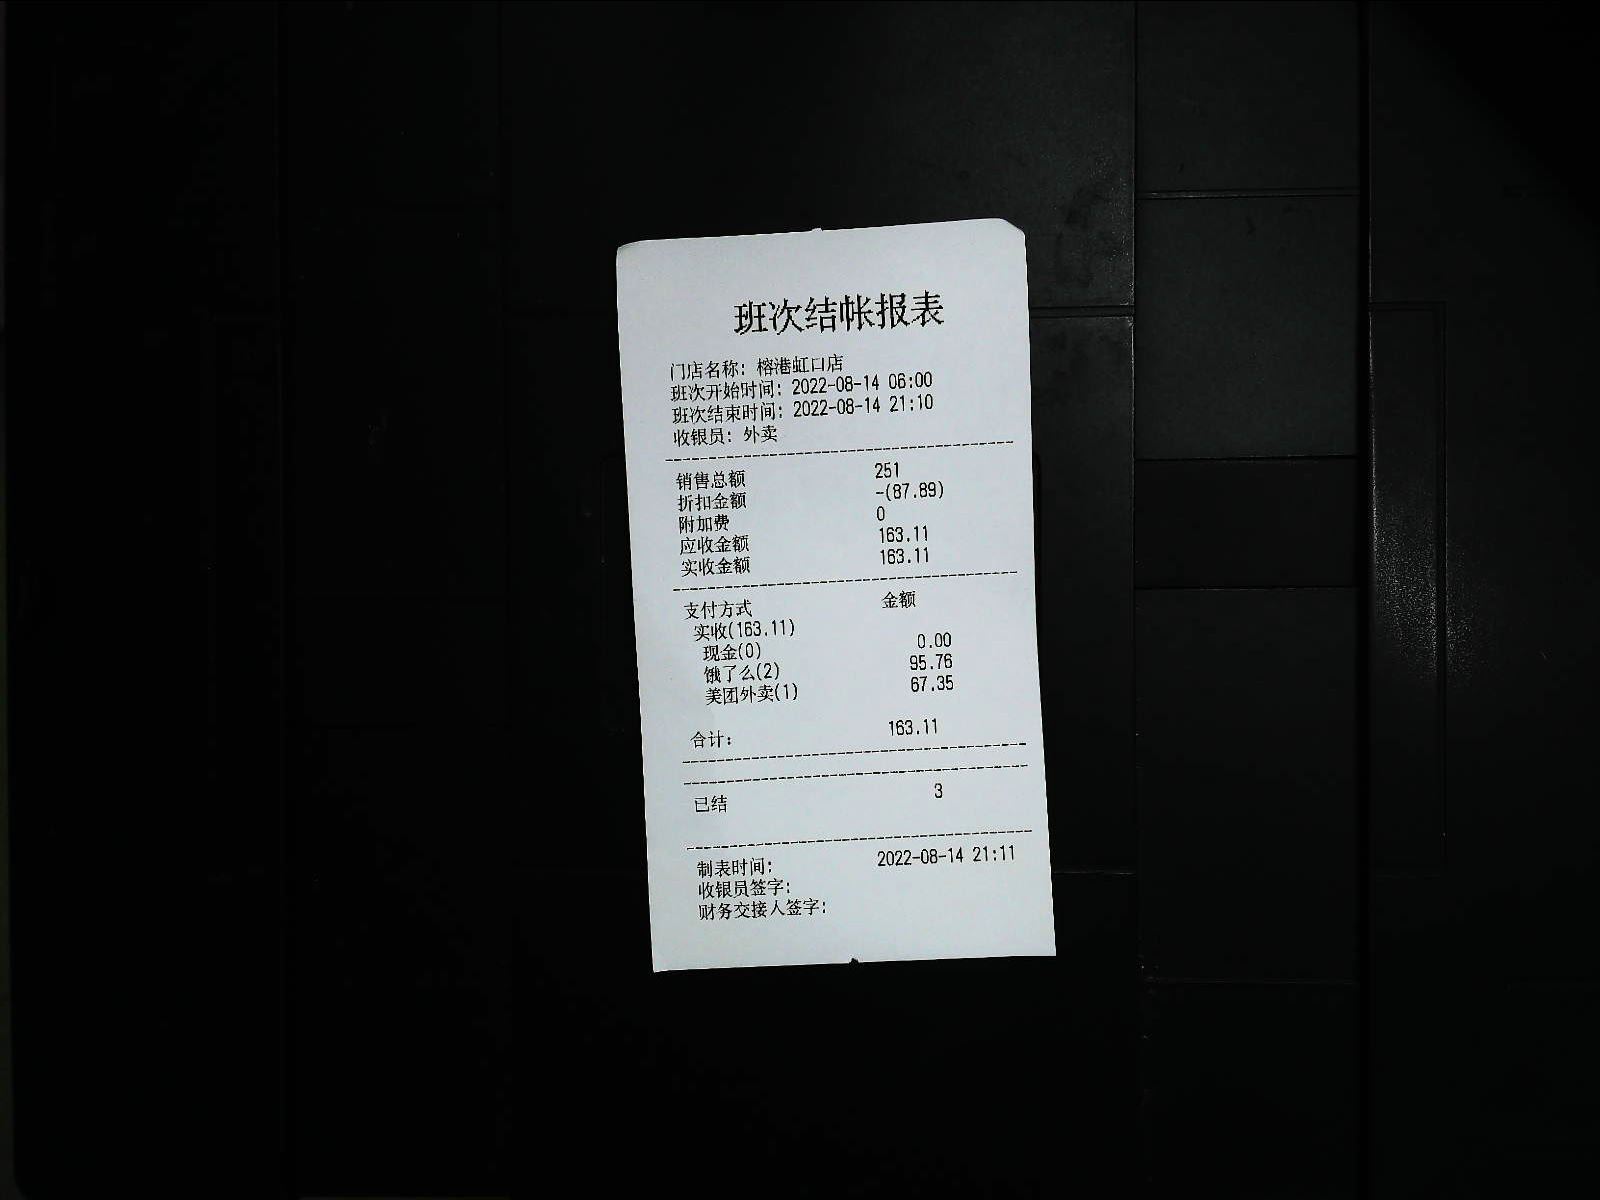 班次结帐报表
门店名称: 榕港虹口店
班次开始时间: 2022-08-14 06:00
班次结束时间: 2022-08-14 21:10
收银员: 外卖
销售总额 251
折扣金额 -(87.89)
附加费 0
应收金额 163.11
实收金额 163.11
支付方式 金额
实收(163.11)
现金(0) 0.00
饿了么(2) 95.76
美团外卖(1) 67.35
合计: 163.11
已结 3
制表时间: 2022-08-14 21:11
收银员签字:
财务交接人签字: